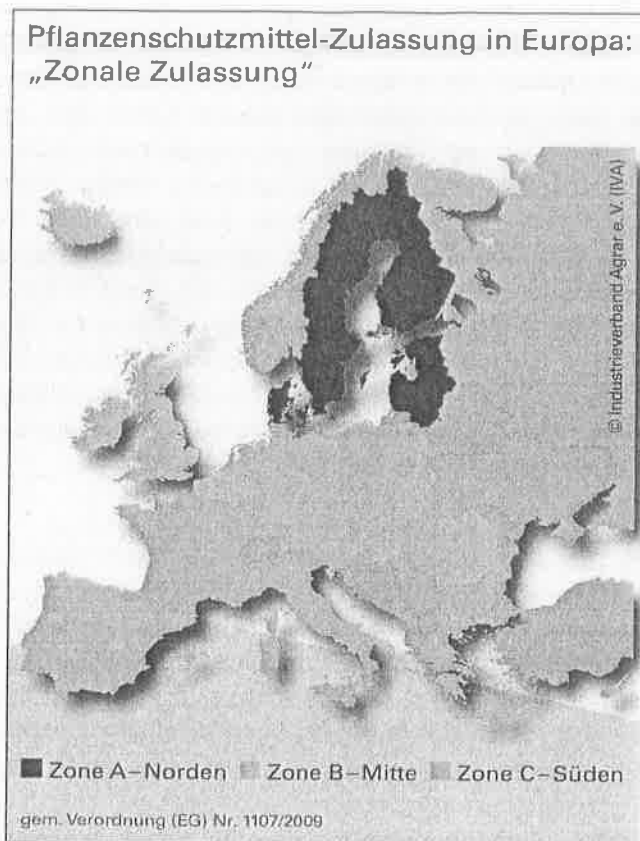 Pflanzenschutzmittel-Zulassung in Europa:
„Zonale Zulassung“
© Industrieverband Agrar e. V. (IVA)
Zone A–Norden Zone B–Mitte Zone C–Süden
gem. Verordnung (EG) Nr. 1107/2009